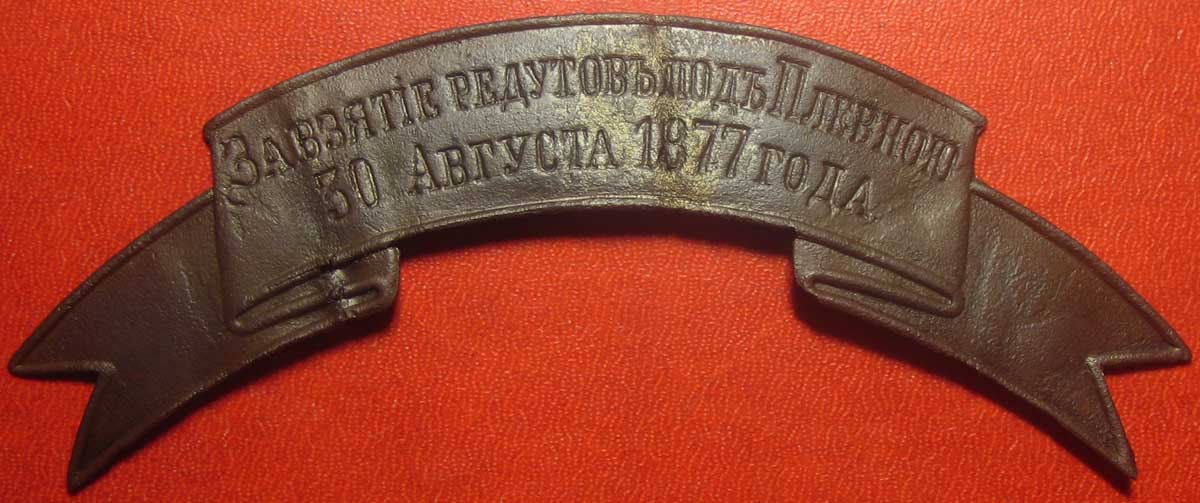 За взятіе редутовъ подъ Плевною
30 Августа 1877 года